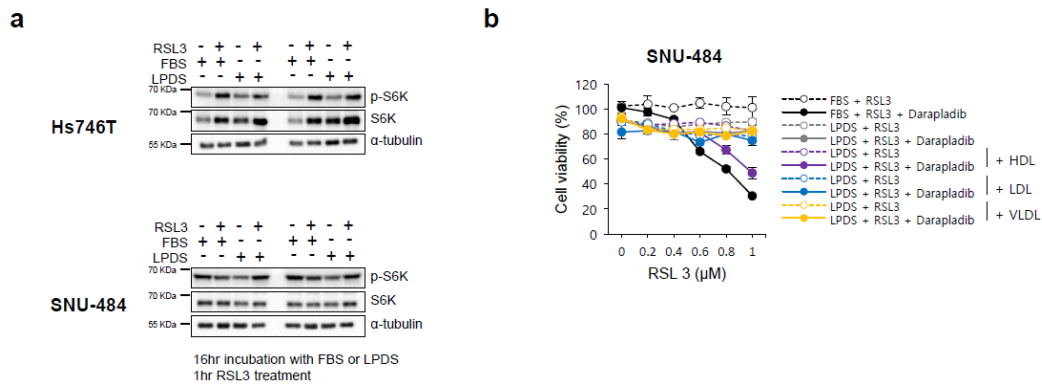 a
RSL3 - + - + - + - +
FBS + + - - + + - -
LPDS - - + + - - + +
70 KDa
p-S6K
70 KDa
S6K
Hs746T
55 KDa
α-tubulin
RSL3 - + - + - + - +
FBS + + - - + + - -
LPDS - - + + - - + +
70 KDa
p-S6K
70 KDa
SNU-484
S6K
55 KDa
α-tubulin
16hr incubation with FBS or LPDS
1hr RSL3 treatment
b
SNU-484
Cell viability (%)
120
100
80
60
40
20
0
0 0.2 0.4 0.6 0.8 1
RSL 3 (μM)
FBS + RSL3
FBS + RSL3 + Darapladib
LPDS + RSL3
LPDS + RSL3 + Darapladib
LPDS + RSL3
LPDS + RSL3 + Darapladib
+ HDL
LPDS + RSL3
LPDS + RSL3 + Darapladib
+ LDL
LPDS + RSL3
LPDS + RSL3 + Darapladib
+ VLDL